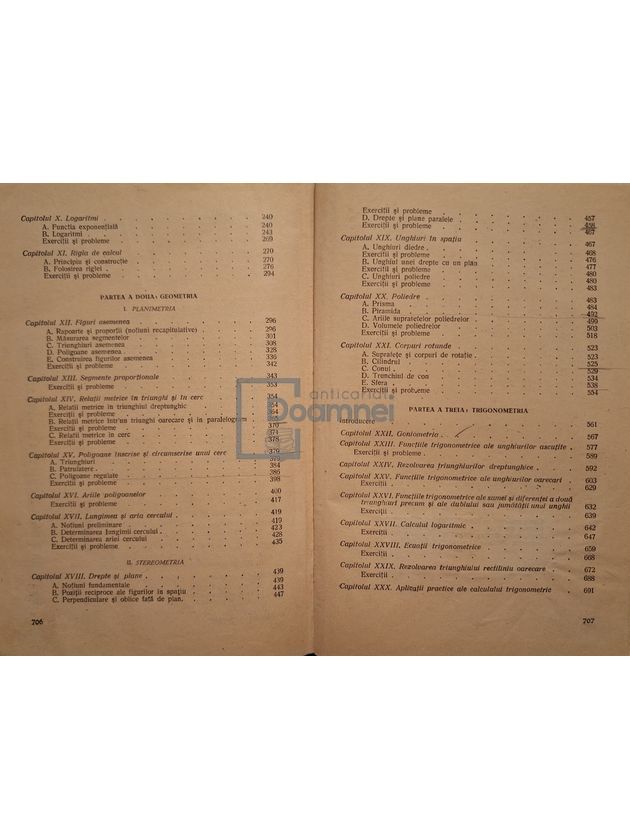 Capitolul X. Logaritmi . 240
A. Funcția exponențială 240
B. Logaritmi 243
Exerciții și probleme 269
Capitolul XI. Rigla de calcul 270
A. Principiu și construcție 270
B. Folosirea riglei . 276
Exerciții și probleme 294
PARTEA A DOUA: GEOMETRIA
I. PLANIMETRIA
Capitolul XII. Figuri asemenea 296
A. Rapoarte și proporții (noțiuni recapitulative) 296
B. Măsurarea segmentelor 301
C. Triunghiuri asemenea 308
D. Poligoane asemenea . 328
E. Construirea figurilor asemenea 336
Exerciții și probleme 342
Capitolul XIII. Segmente proporționale 343
Exerciții și probleme 353
Capitolul XIV. Relații metrice în triunghi și în cerc 354
A. Relații metrice în triunghiul dreptunghic 354
Exerciții și probleme 364
B. Relații metrice într-un triunghi oarecare și în paralelogram 365
Exerciții și probleme 370
C. Relații metrice în cerc 371
Exerciții și probleme 378
Capitolul XV. Poligoane înscrise și circumscrise unui cerc 379
A. Triunghiuri 379
B. Patrulatere 384
C. Poligoane regulate 386
Exerciții și probleme 398
Capitolul XVI. Ariile poligoanelor 400
Exerciții și probleme 417
Capitolul XVII. Lungimea și aria cercului . 419
A. Noțiuni preliminare 419
B. Determinarea lungimii cercului 423
C. Determinarea ariei cercului 428
Exerciții și probleme 435
II. STEREOMETRIA
Capitolul XVIII. Drepte și plane 439
A. Noțiuni fundamentale 439
B. Poziții reciproce ale figurilor în spațiu 443
C. Perpendiculare și oblice față de plan. 447
706
Exerciții și probleme
D. Drepte și plane paralele 457
Exerciții și probleme 458
Capitolul XIX. Unghiuri în spațiu 467
A. Unghiuri diedre 467
Exerciții și probleme 468
B. Unghiul unei drepte cu un plan 476
Exerciții și probleme 477
C. Unghiuri poliedre 480
Exerciții și probleme 480
Capitolul XX. Poliedre 483
A. Prisma 483
B. Piramida 484
C. Ariile suprafețelor poliedrelor 492
D. Volumele poliedrelor 499
Exerciții și probleme 503
518
Capitolul XXI. Corpuri rotunde 523
A. Suprafețe și corpuri de rotație 523
B. Cilindrul 525
C. Conul 529
D. Trunchiul de con 534
E. Sfera 538
Exerciții și probleme 554
PARTEA A TREIA: TRIGONOMETRIA
Introducere 561
Capitolul XXII. Goniometria . 567
Capitolul XXIII. Funcțiile trigonometrice ale unghiurilor ascuțite 577
Exerciții și probleme 589
Capitolul XXIV. Rezolvarea triunghiurilor dreptunghice 592
Capitolul XXV. Funcțiile trigonometrice ale unghiurilor oarecari 603
Exerciții 629
Capitolul XXVI. Funcțiile trigonometrice ale sumei și diferenței a două
triunghiuri precum și ale dublului sau jumătății unui unghi 632
Exerciții 639
Capitolul XXVII. Calculul logaritmic 642
Exerciții 647
Capitolul XXVIII. Ecuații trigonometrice 659
Exerciții 668
Capitolul XXIX. Rezolvarea triunghiului rectiliniu oarecare 672
Exerciții 688
Capitolul XXX. Aplicații practice ale calculului trigonometric 691
707
anticariat
Doamnei